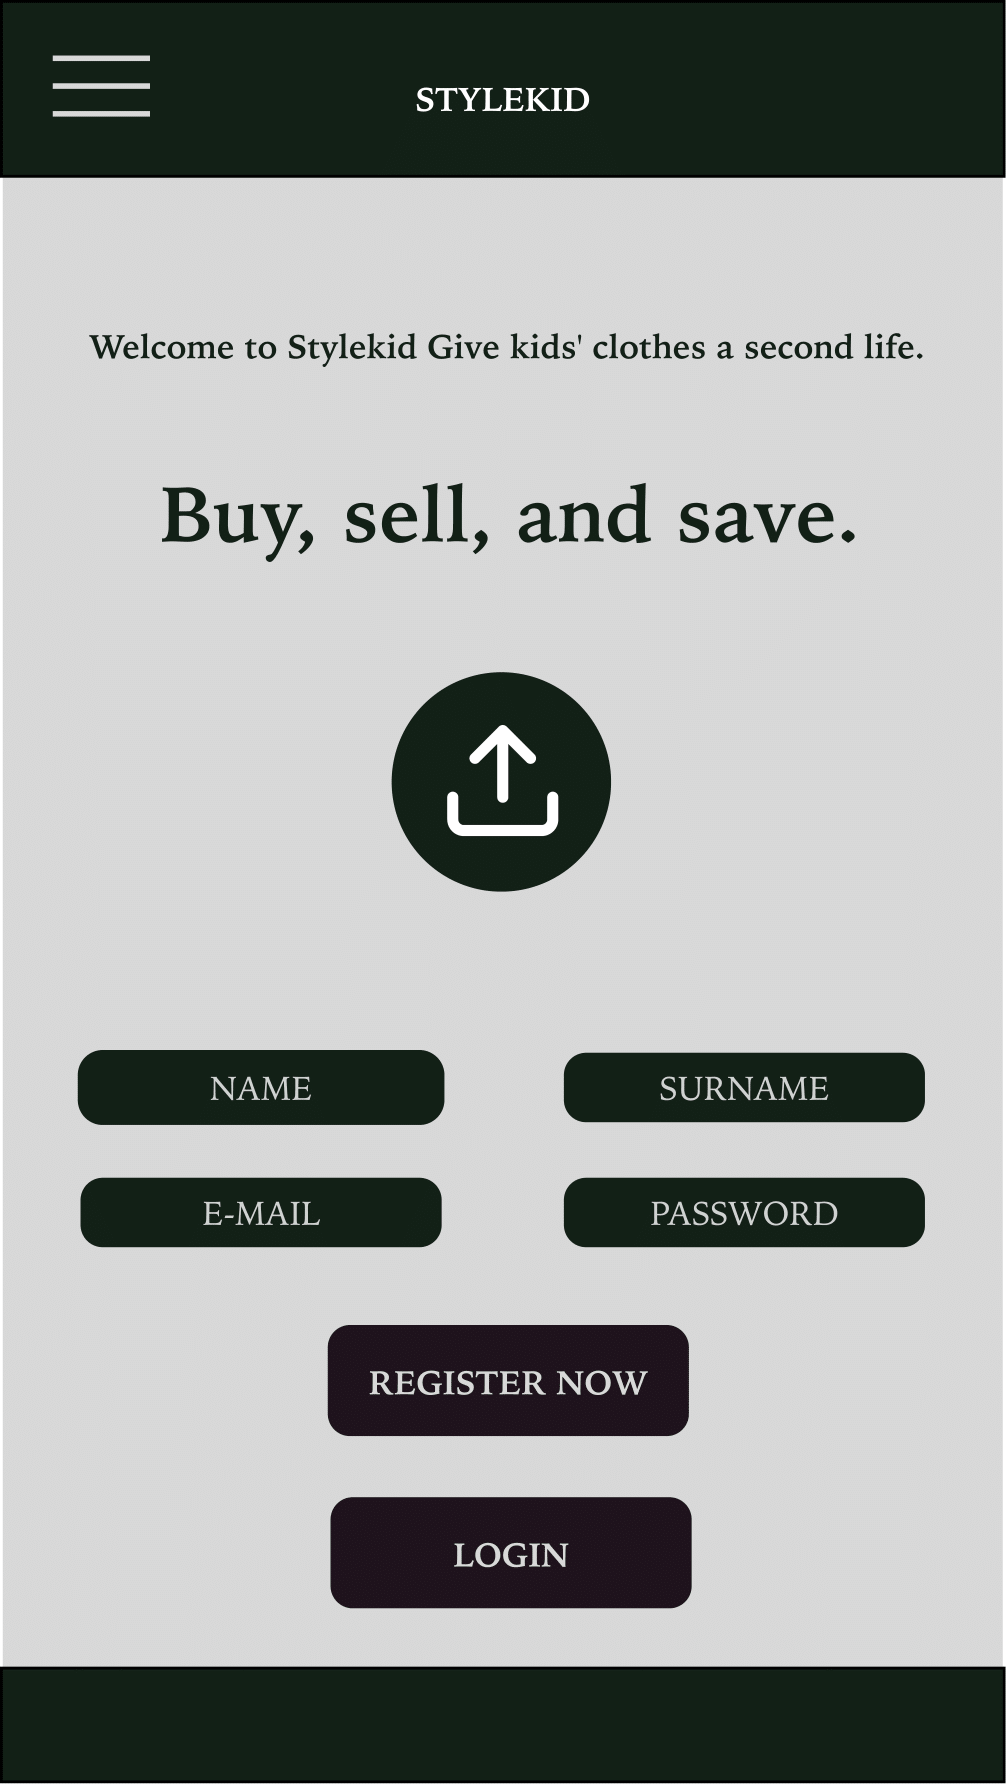 STYLEKID
Welcome to Stylekid Give kids' clothes a second life.
Buy, sell, and save.
NAME
SURNAME
E-MAIL
PASSWORD
REGISTER NOW
LOGIN